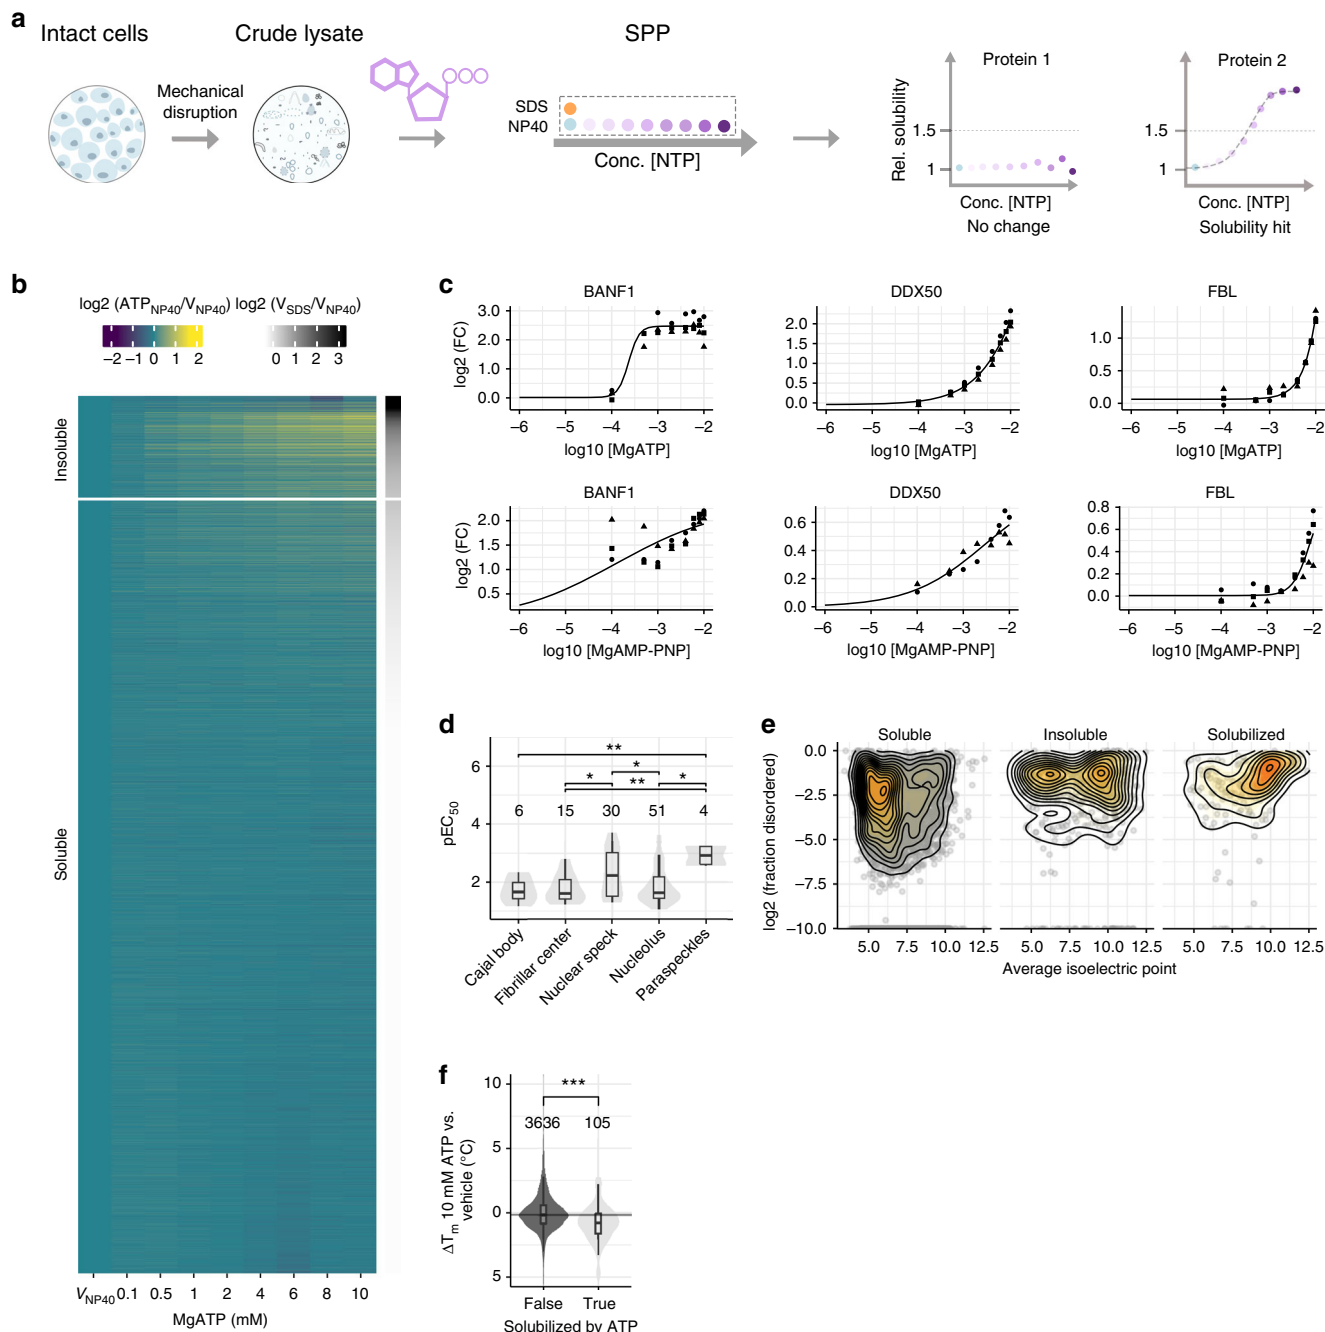 a
Intact cells
Crude lysate
SPP
Mechanical
disruption
SDS
NP40
Conc. [NTP]
Rel. solubility
Protein 1
1.5
1
Conc. [NTP]
No change
Protein 2
1.5
1
Conc. [NTP]
Solubility hit
b
log2 (ATPNP40/VNP40) log2 (VSDS/VNP40)
−2 −1 0 1 2
0 1 2 3
Insoluble
Soluble
VNP40 0.1 0.5 1 2 4 6 8 10
MgATP (mM)
c
BANF1
log2 (FC)
3.0
2.0
1.0
0.0
−6 −5 −4 −3 −2
log10 [MgATP]
DDX50
2.0
1.5
1.0
0.5
0.0
−6 −5 −4 −3 −2
log10 [MgATP]
FBL
1.0
0.5
0.0
−6 −5 −4 −3 −2
log10 [MgATP]
BANF1
log2 (FC)
2.0
1.5
1.0
0.5
−6 −5 −4 −3 −2
log10 [MgAMP-PNP]
DDX50
0.6
0.4
0.2
0.0
−6 −5 −4 −3 −2
log10 [MgAMP-PNP]
FBL
0.8
0.6
0.4
0.2
0.0
−6 −5 −4 −3 −2
log10 [MgAMP-PNP]
d
pEC50
6
4
2
**
*
* ** *
6 15 30 51 4
Cajal body
Fibrillar center
Nuclear speck
Nucleolus
Paraspeckles
e
Soluble Insoluble Solubilized
log2 (fraction disordered)
0.0
−2.5
−5.0
−7.5
−10.0
5.0 7.5 10.0 12.5 5.0 7.5 10.0 12.5 5.0 7.5 10.0 12.5
Average isoelectric point
f
ΔTm 10 mM ATP vs.
vehicle (°C)
10
5
0
5
***
3636 105
False True
Solubilized by ATP